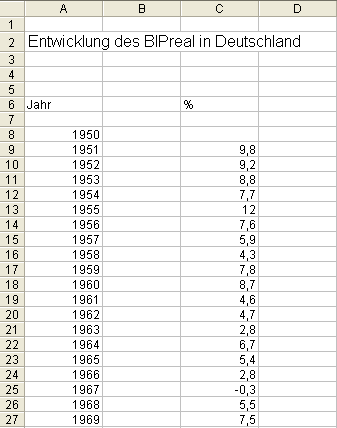 A B C D
1
2 Entwicklung des BIPreal in Deutschland
3
4
5
6 Jahr %
7
8 1950
9 1951 9,8
10 1952 9,2
11 1953 8,8
12 1954 7,7
13 1955 12
14 1956 7,6
15 1957 5,9
16 1958 4,3
17 1959 7,8
18 1960 8,7
19 1961 4,6
20 1962 4,7
21 1963 2,8
22 1964 6,7
23 1965 5,4
24 1966 2,8
25 1967 -0,3
26 1968 5,5
27 1969 7,5